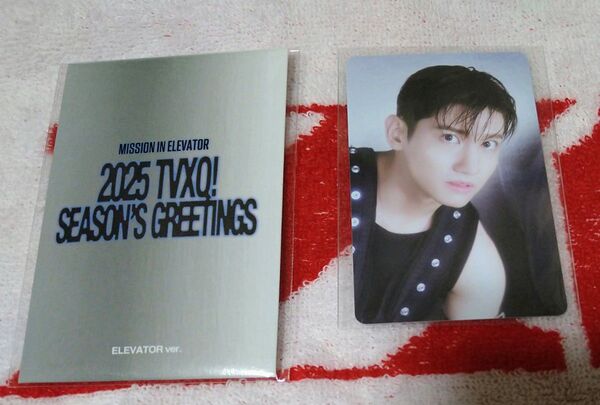 MISSION IN ELEVATOR
2025 TVXQ!
SEASON'S GREETINGS
ELEVATOR ver.